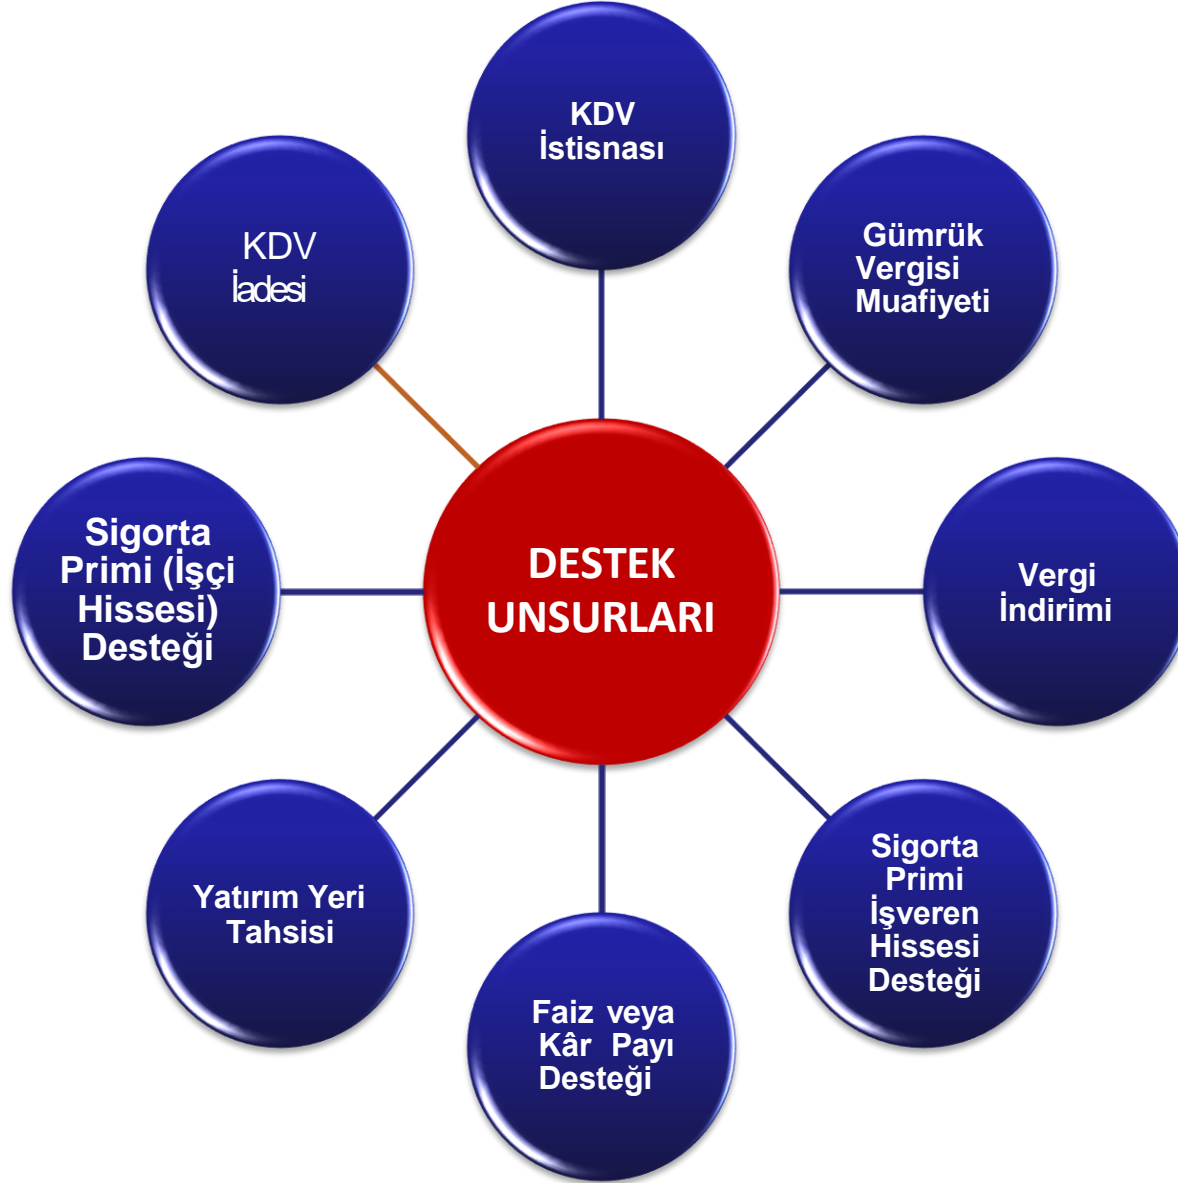 KDV
İstisnası
Gümrük
Vergisi
Muafiyeti
Vergi
İndirimi
Sigorta
Primi
İşveren
Hissesi
Desteği
Faiz veya
Kâr Payı
Desteği
Yatırım Yeri
Tahsisi
Sigorta
Primi (İşçi
Hissesi)
Desteği
KDV
İadesi
DESTEK
UNSURLARI